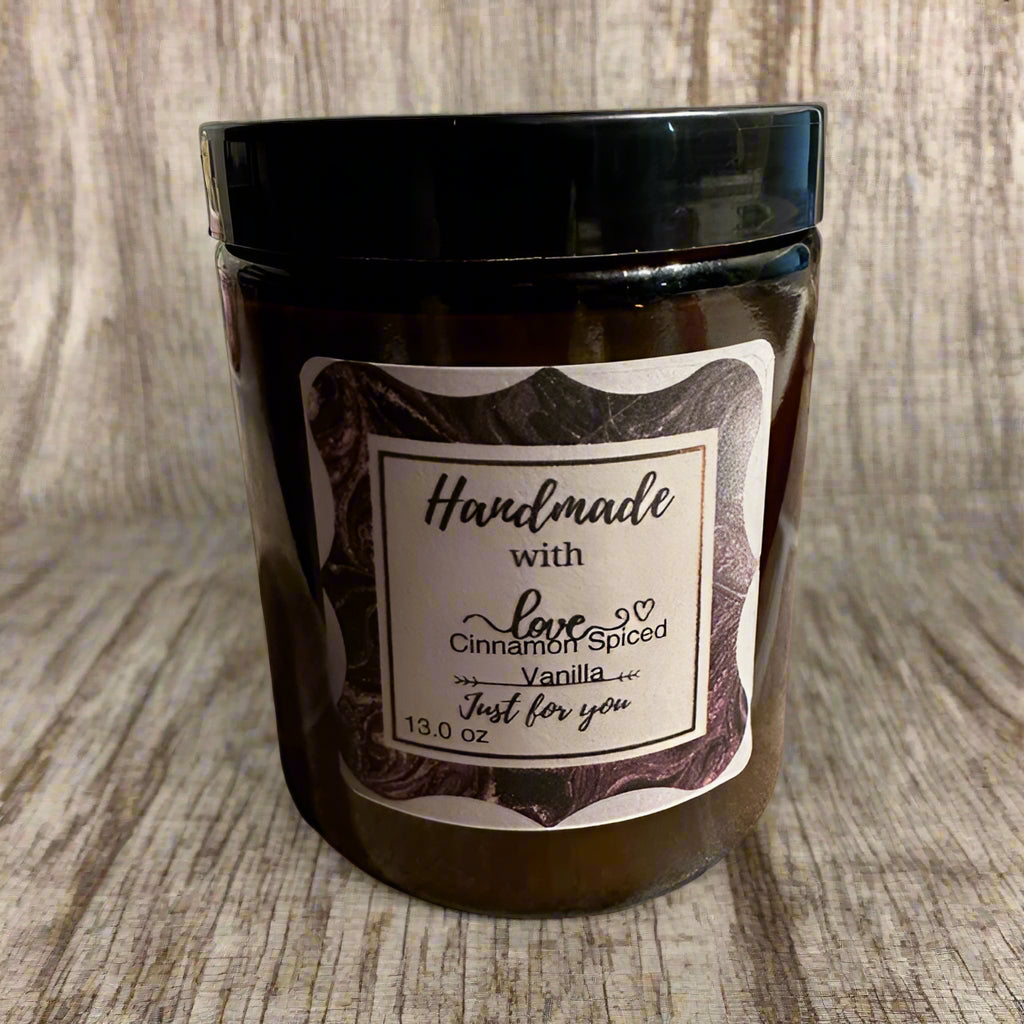 Handmade
with
love
Cinnamon Spiced
Vanilla
Just for you
13.0 oz